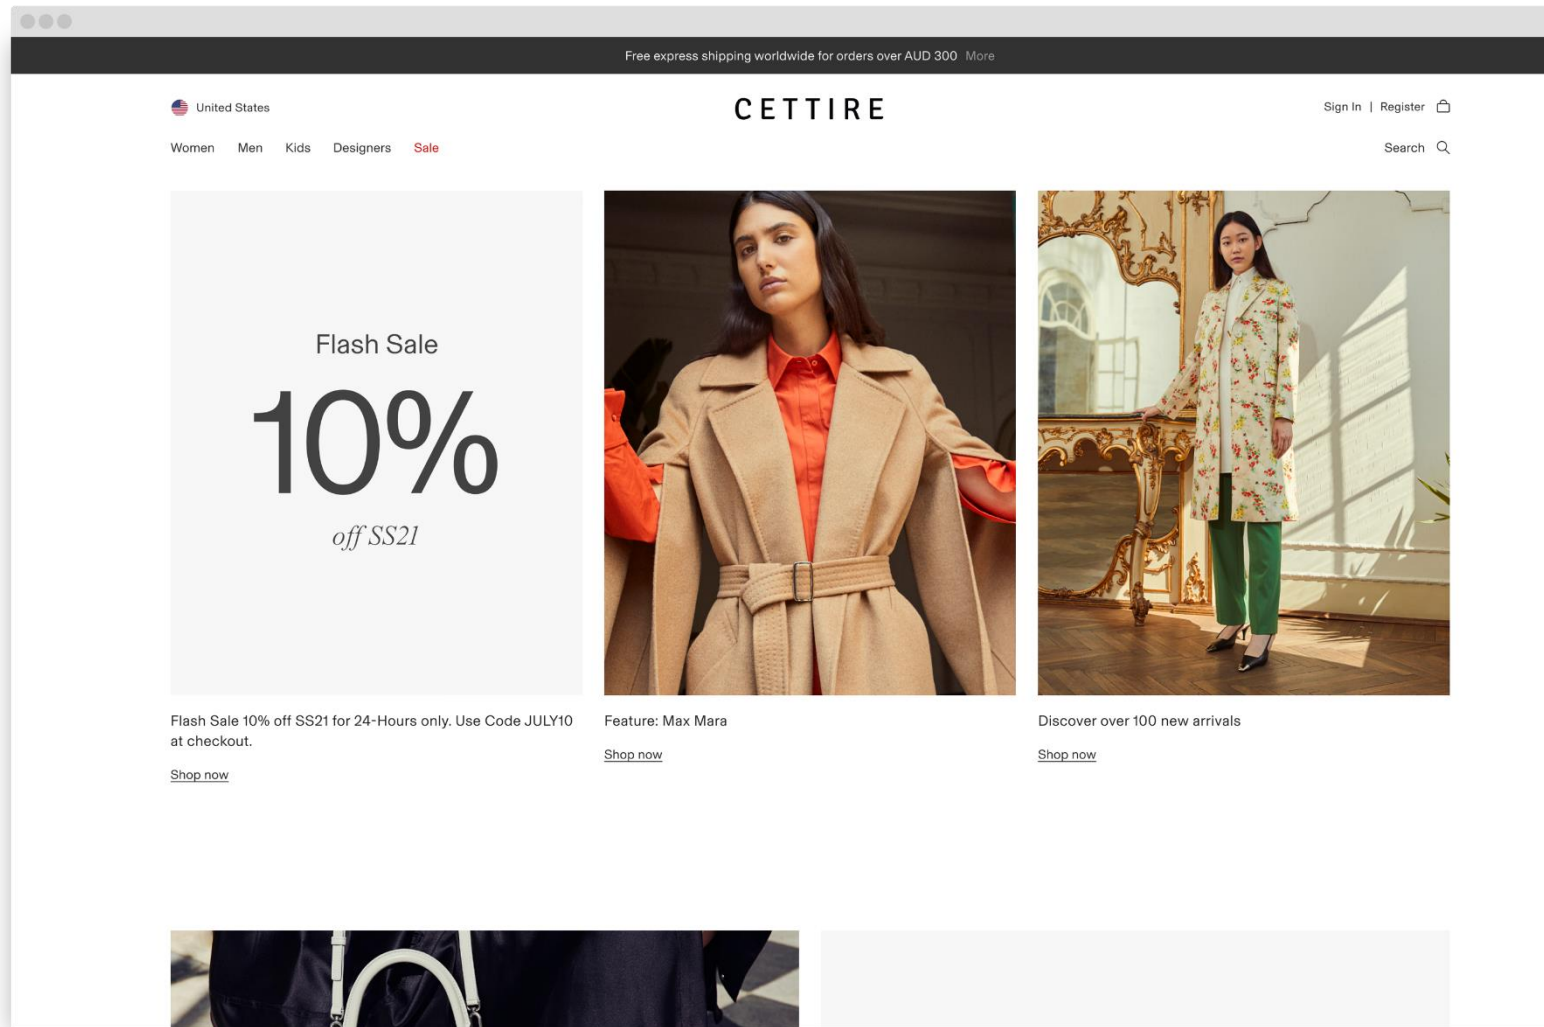 Free express shipping worldwide for orders over AUD 300 More
United States
CETTIRE
Sign In | Register
Women Men Kids Designers Sale
Search
Flash Sale
10%
off SS21
Flash Sale 10% off SS21 for 24-Hours only. Use Code JULY10
at checkout.
Shop now
Feature: Max Mara
Shop now
Discover over 100 new arrivals
Shop now